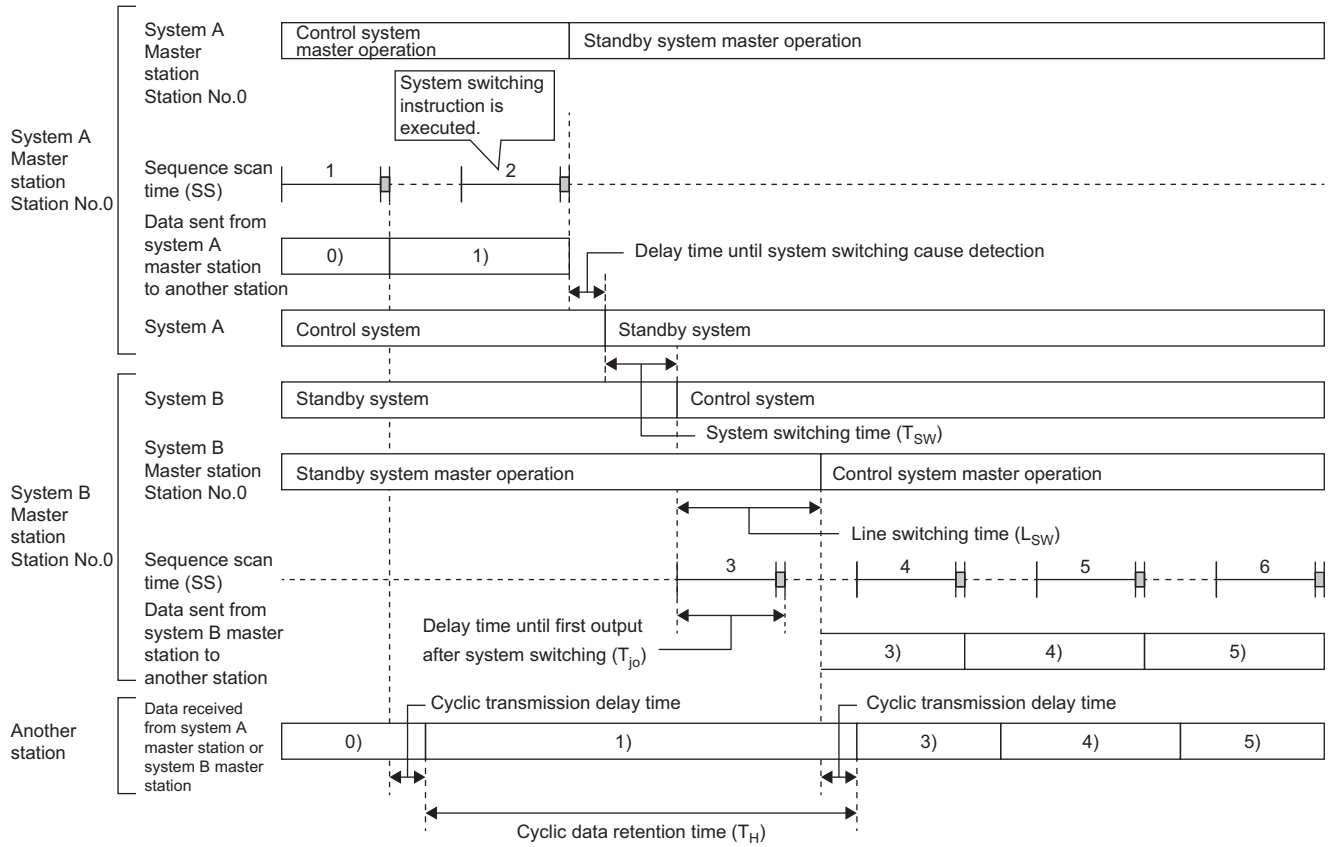 System A
Master
station
Station No.0
System A
Master
station
Station No.0
Control system
master operation
Standby system master operation
System switching
instruction is
executed.
Sequence scan
time (SS)
1
2
Data sent from
system A
master station
to another station
0)
1)
Delay time until system switching cause detection
System A
Control system
Standby system
System B
Master
station
Station No.0
System B
Standby system
Control system
System switching time (TSW)
System B
Master station
Station No.0
Standby system master operation
Control system master operation
Line switching time (LSW)
Sequence scan
time (SS)
3
4
5
6
Delay time until first output
after system switching (Tjo)
Data sent from
system B master
station to
another station
3)
4)
5)
Cyclic transmission delay time
Cyclic transmission delay time
Another
station
Data received
from system A
master station or
system B master
station
0)
1)
3)
4)
5)
Cyclic data retention time (TH)